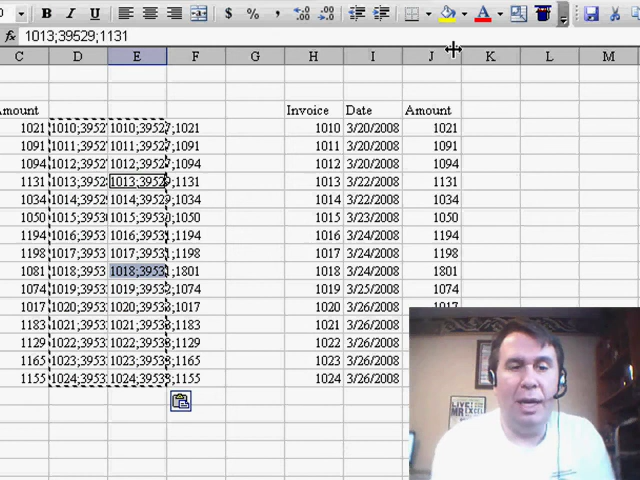 B I U $ % ,
fx 1013;39529;1131
C D E F G H I J K L M
Amount Invoice Date Amount
1021 1010;3952 1010;39527;1021 1010 3/20/2008 1021
1091 1011;3952 1011;39527;1091 1011 3/20/2008 1091
1094 1012;3952 1012;39527;1094 1012 3/20/2008 1094
1131 1013;3952 1013;39529;1131 1013 3/22/2008 1131
1034 1014;3952 1014;39529;1034 1014 3/22/2008 1034
1050 1015;3953 1015;39530;1050 1015 3/23/2008 1050
1194 1016;3953 1016;39531;1194 1016 3/24/2008 1194
1198 1017;3953 1017;39531;1198 1017 3/24/2008 1198
1081 1018;3953 1018;39531;1801 1018 3/24/2008 1801
1074 1019;3953 1019;39532;1074 1019 3/25/2008 1074
1017 1020;3953 1020;39533;1017 1020 3/26/2008 1017
1183 1021;3953 1021;39533;1183 1021 3/26/2008
1129 1022;3953 1022;39533;1129 1022 3/26/2008
1165 1023;3953 1023;39533;1165 1023 3/26/2008
1155 1024;3953 1024;39533;1155 1024 3/26/2008
LIVE
MR EXCEL